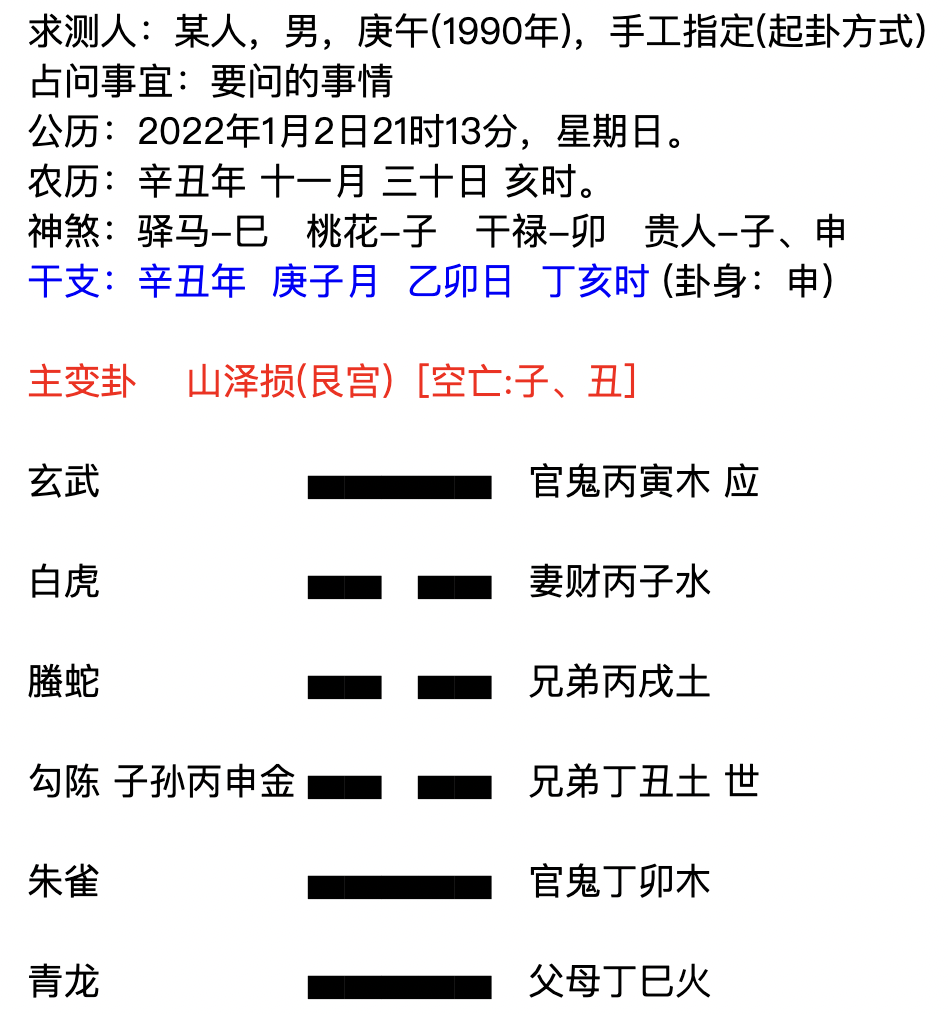 求测人：某人，男，庚午(1990年)，手工指定(起卦方式)
占问事宜：要问的事情
公历：2022年1月2日21时13分，星期日。
农历：辛丑年 十一月 三十日 亥时。
神煞：驿马–巳 桃花–子 干禄–卯 贵人–子、申
干支：辛丑年 庚子月 乙卯日 丁亥时 (卦身：申)
主变卦 山泽损(艮宫) [空亡:子、丑]
玄武 官鬼丙寅木 应
白虎 妻财丙子水
螣蛇 兄弟丙戌土
勾陈 子孙丙申金 兄弟丁丑土 世
朱雀 官鬼丁卯木
青龙 父母丁巳火